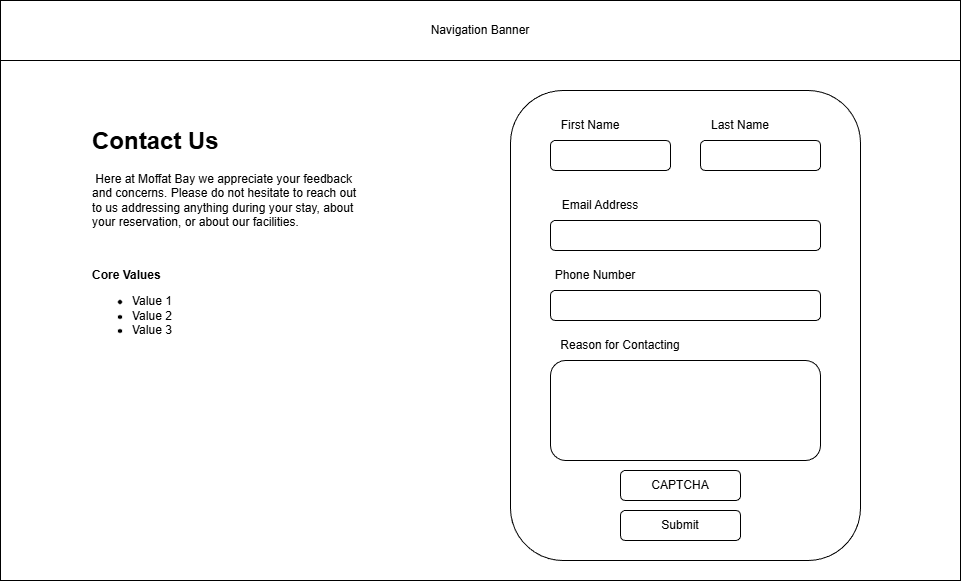 Navigation Banner
Contact Us
Here at Moffat Bay we appreciate your feedback
and concerns. Please do not hesitate to reach out
to us addressing anything during your stay, about
your reservation, or about our facilities.
Core Values
• Value 1
• Value 2
• Value 3
First Name
Last Name
Email Address
Phone Number
Reason for Contacting
CAPTCHA
Submit